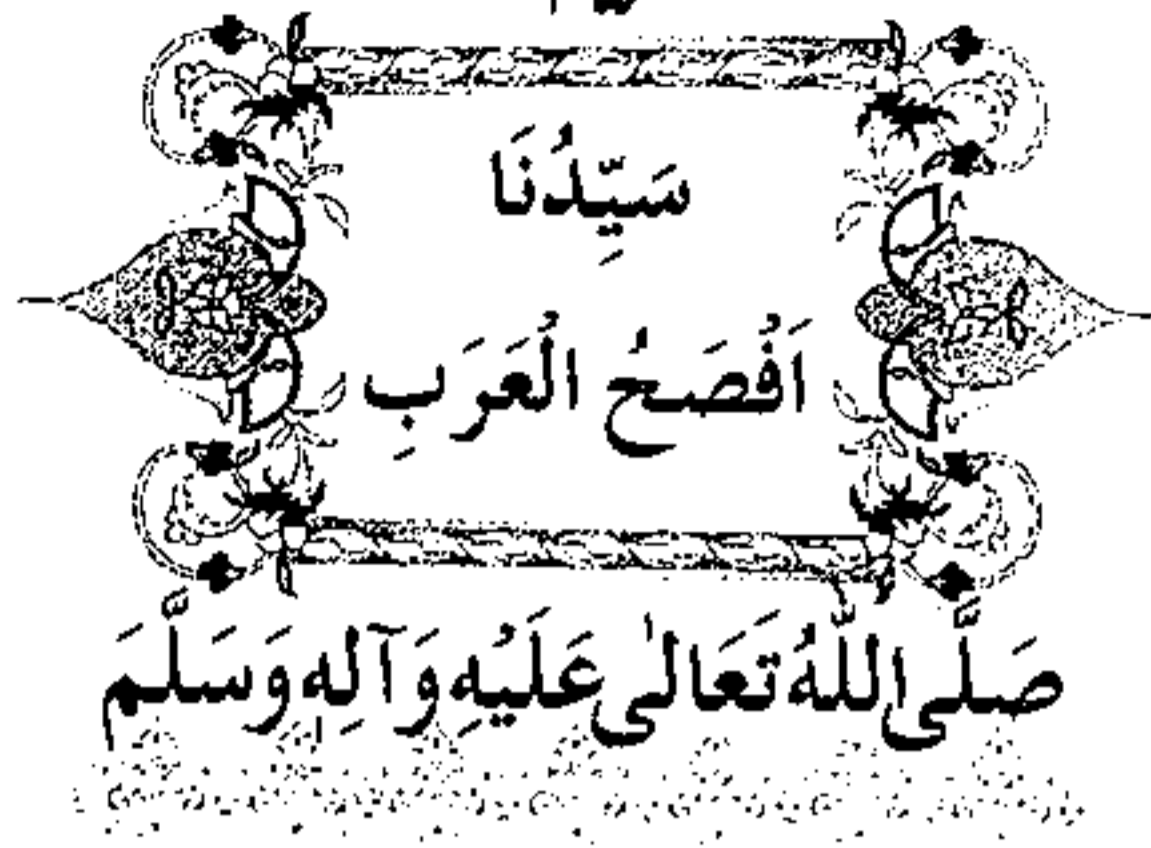 سَيِّدُنَا
اَفْصَحُ الْعَرَبِ
صَلَّى اللّٰهُ تَعَالٰى عَلَيْهِ وَآلِهٖ وَسَلَّمَ